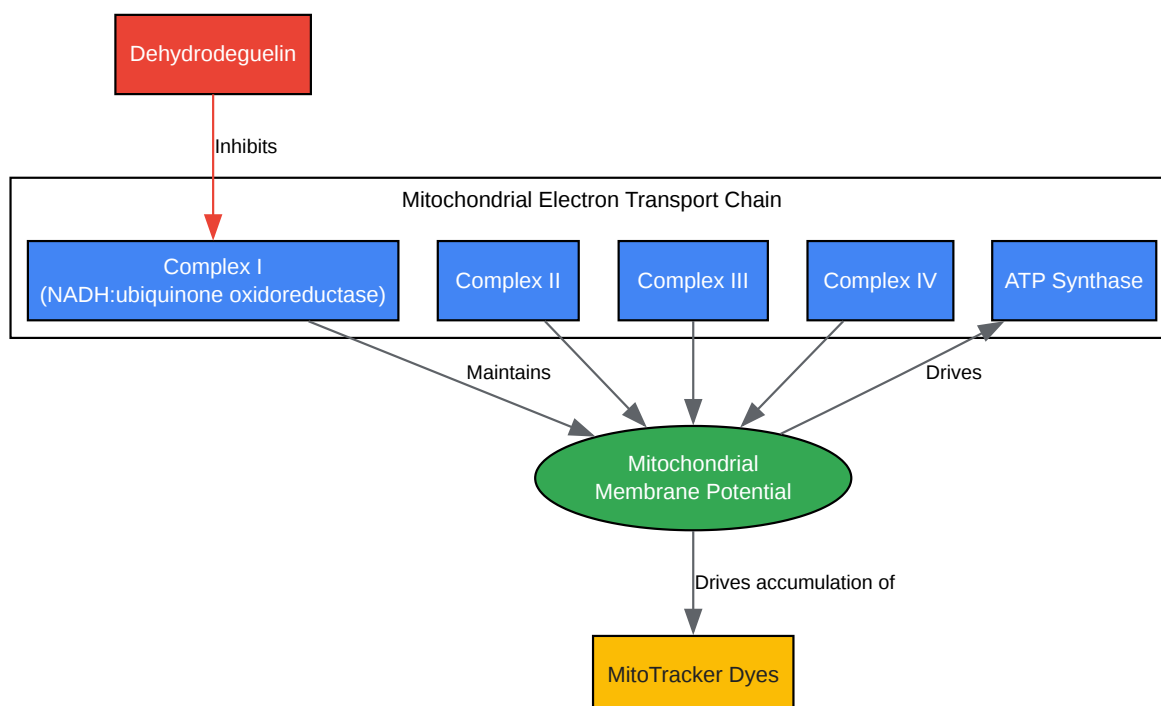 Dehydrodeguelin
Inhibits
Mitochondrial Electron Transport Chain
Complex I
(NADH:ubiquinone oxidoreductase)
Complex II
Complex III
Complex IV
ATP Synthase
Maintains
Drives
Mitochondrial
Membrane Potential
Drives accumulation of
MitoTracker Dyes